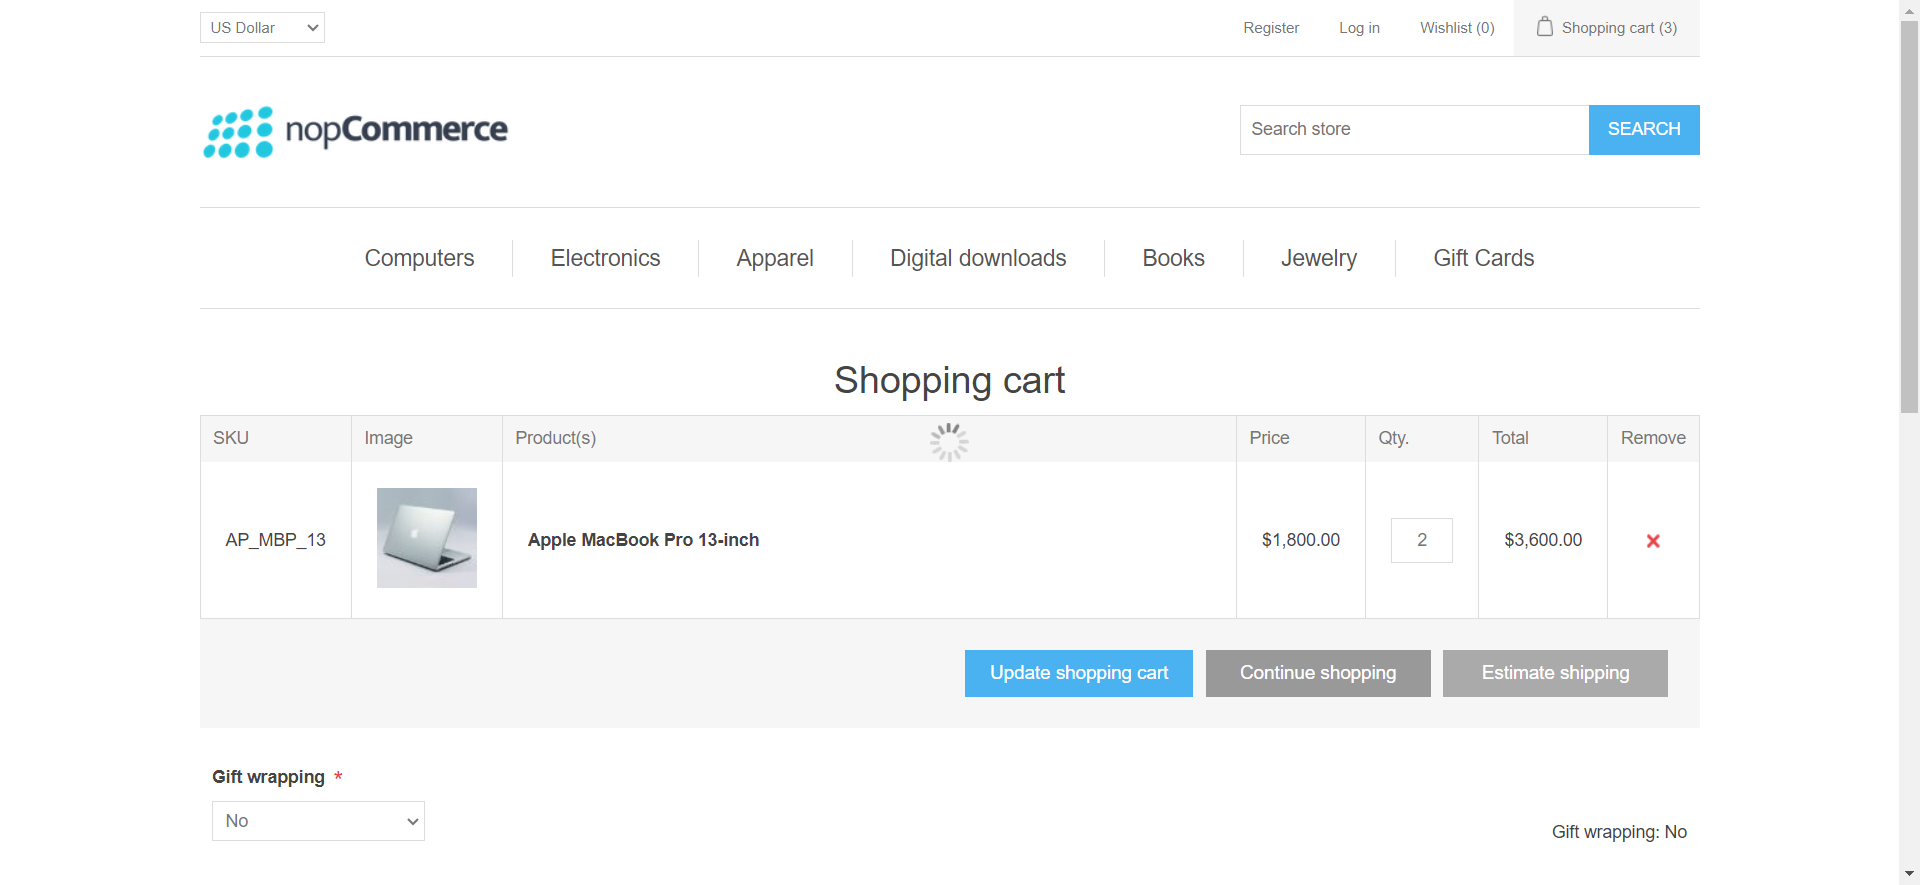 US Dollar
Register
Log in
Wishlist (0)
Shopping cart (3)
nopCommerce
Search store
SEARCH
Computers
Electronics
Apparel
Digital downloads
Books
Jewelry
Gift Cards
Shopping cart
SKU
Image
Product(s)
Price
Qty.
Total
Remove
AP_MBP_13
Apple MacBook Pro 13-inch
$1,800.00
2
$3,600.00
Update shopping cart
Continue shopping
Estimate shipping
Gift wrapping *
No
Gift wrapping: No